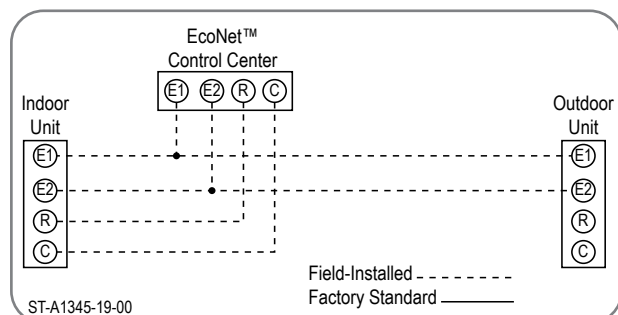 EcoNet™
Control Center
E1 E2 R C
Indoor
Unit
E1
E2
R
C
Outdoor
Unit
E1
E2
R
C
Field-Installed
Factory Standard
ST-A1345-19-00